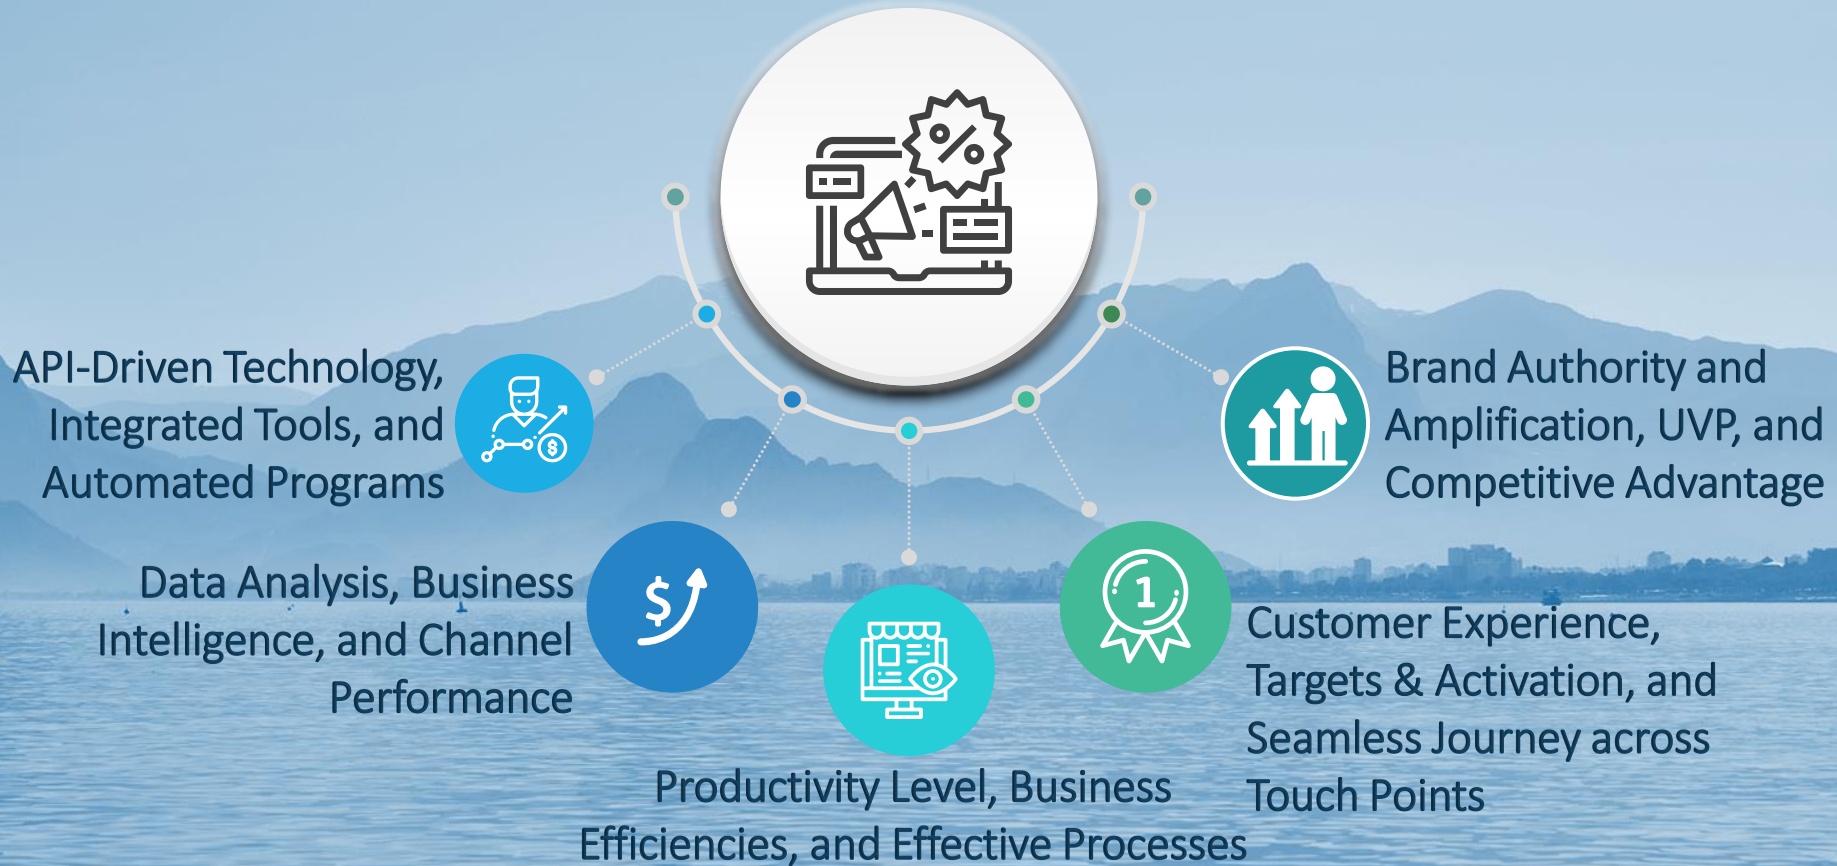 API-Driven Technology,
Integrated Tools, and
Automated Programs
Data Analysis, Business
Intelligence, and Channel
Performance
Productivity Level, Business
Efficiencies, and Effective Processes
Customer Experience,
Targets & Activation, and
Seamless Journey across
Touch Points
Brand Authority and
Amplification, UVP, and
Competitive Advantage
%
$
$
1